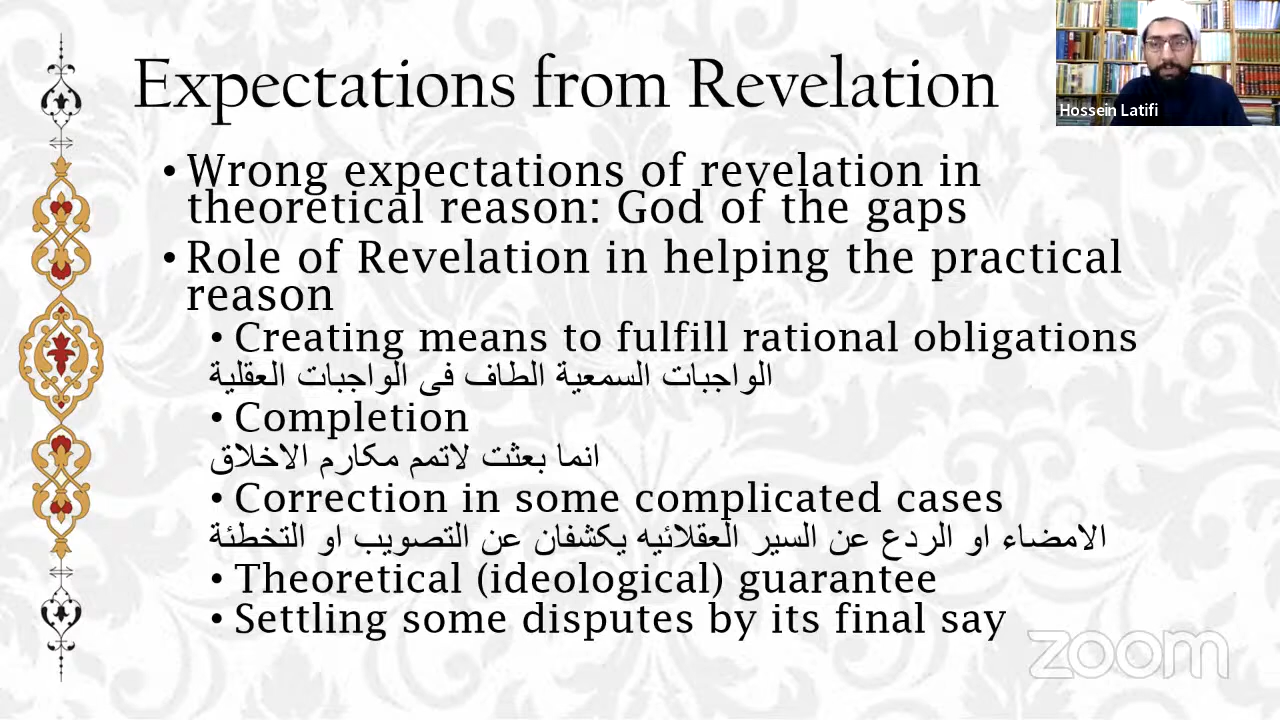 Expectations from Revelation
Hossein Latifi
• Wrong expectations of revelation in
theoretical reason: God of the gaps
• Role of Revelation in helping the practical
reason
• Creating means to fulfill rational obligations
الواجبات السمعية الطاف فى الواجبات العقلية
• Completion
انما بعثت لاتمم مكارم الاخلاق
• Correction in some complicated cases
الامضاء او الردع عن السير العقلائيه يكشفان عن التصويب او التخطئة
• Theoretical (ideological) guarantee
• Settling some disputes by its final say
zoom